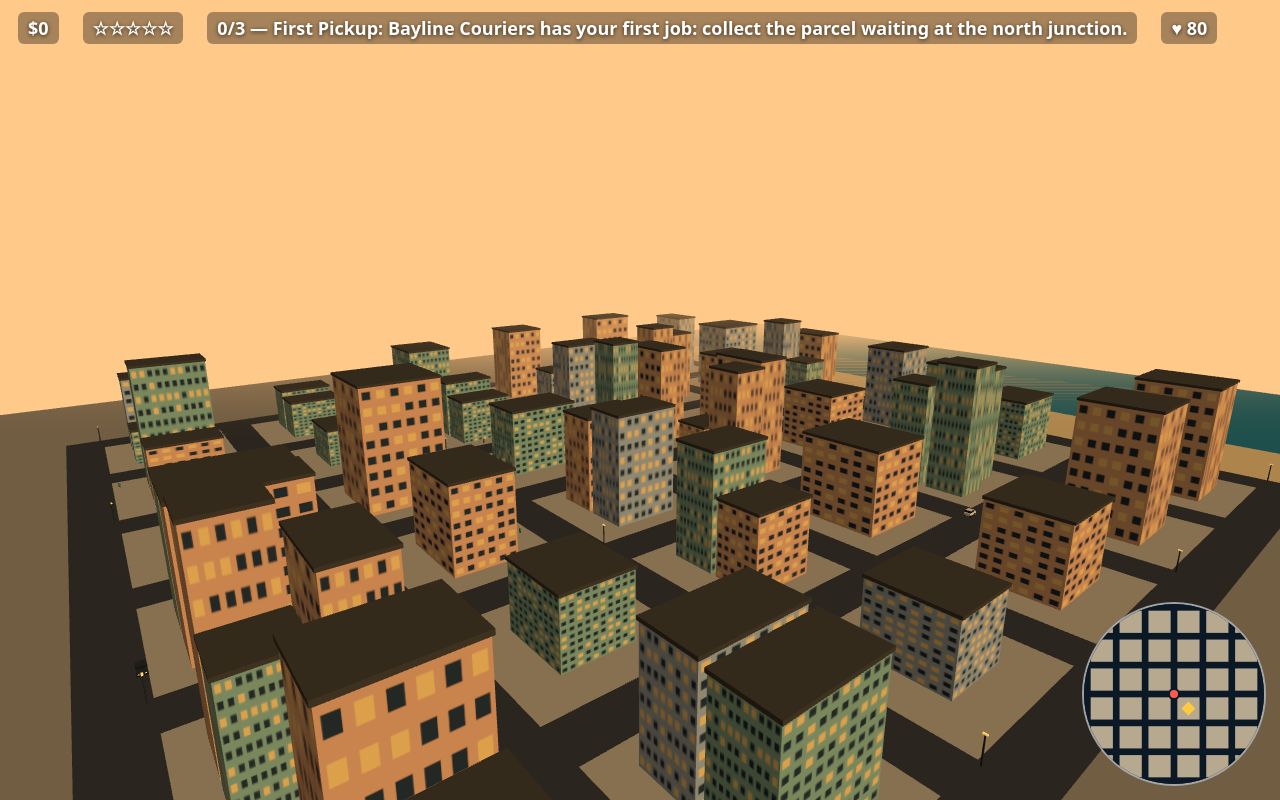 $0
☆☆☆☆☆
0/3 — First Pickup: Bayline Couriers has your first job: collect the parcel waiting at the north junction.
♥ 80